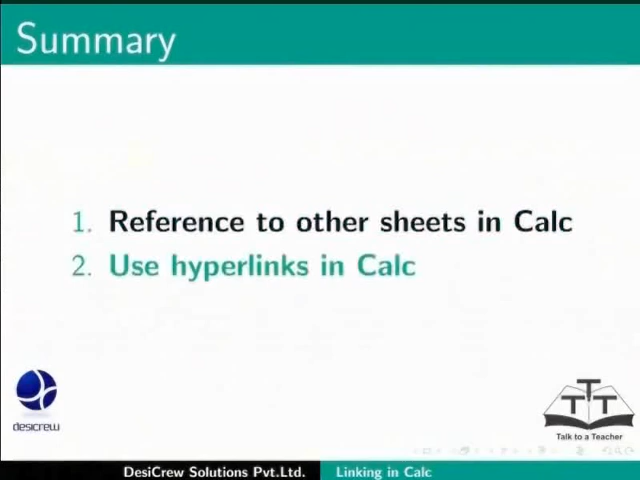 Summary
1. Reference to other sheets in Calc
2. Use hyperlinks in Calc
desicrew
TTT
Talk to a Teacher
DesiCrew Solutions Pvt.Ltd.
Linking in Calc